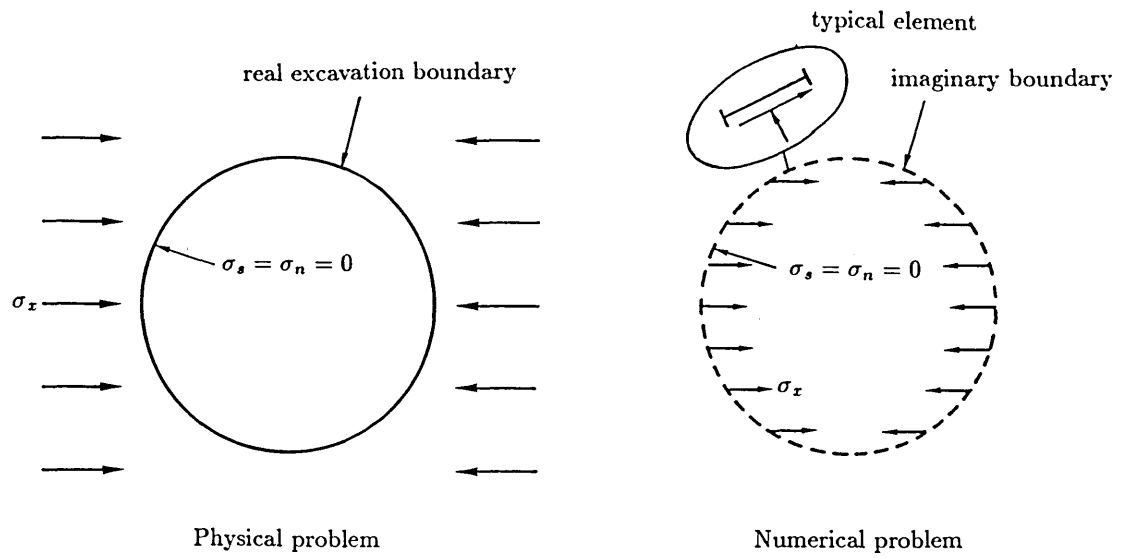 typical element
real excavation boundary
imaginary boundary
σₛ = σₙ = 0
σₓ
σₛ = σₙ = 0
σₓ
Physical problem
Numerical problem